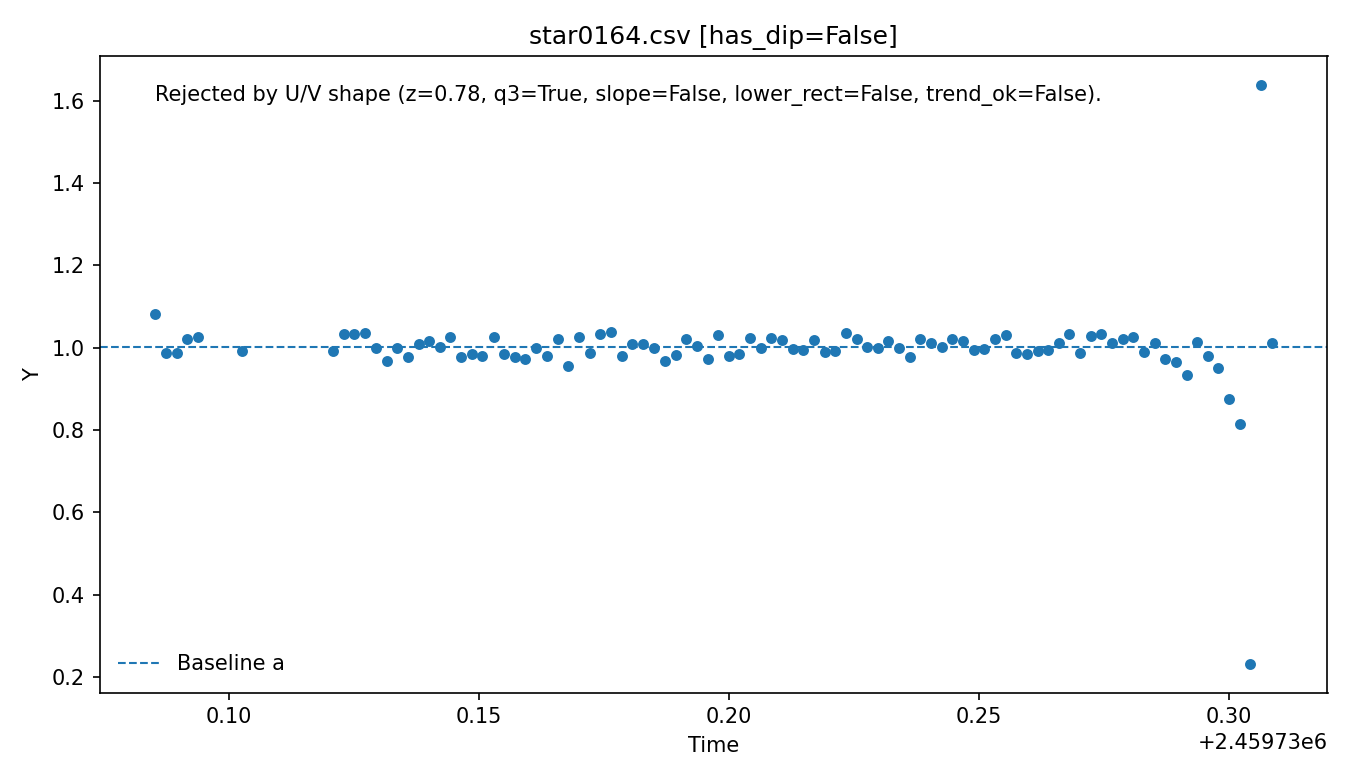 star0164.csv [has_dip=False]
Rejected by U/V shape (z=0.78, q3=True, slope=False, lower_rect=False, trend_ok=False).
1.6
1.4
1.2
1.0
0.8
0.6
0.4
0.2
Y
Baseline a
0.10 0.15 0.20 0.25 0.30
Time
+2.45973e6